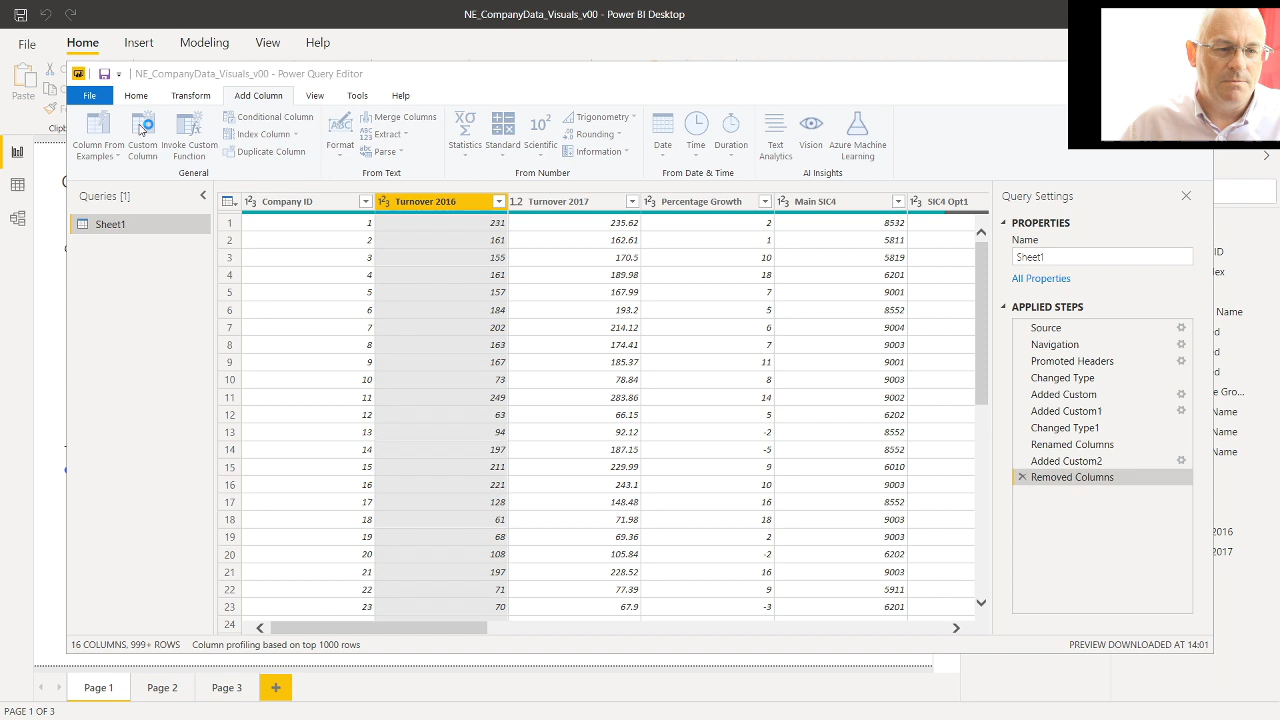 NE_CompanyData_Visuals_v00 - Power BI Desktop
File Home Insert Modeling View Help
Paste
NE_CompanyData_Visuals_v00 - Power Query Editor
File Home Transform Add Column View Tools Help
Column From Examples
Custom Column
Invoke Custom Function
Conditional Column
Index Column
Duplicate Column
General
Format
Merge Columns
Extract
Parse
From Text
Statistics
10²
Trigonometry
Rounding
Information
From Number
Date
Time
Duration
From Date & Time
Text Analytics
Vision
Azure Machine Learning
AI Insights
Queries [1]
Sheet1
Company ID Turnover 2016 1.2 Turnover 2017 Percentage Growth Main SIC4 SIC4 Opt1
1 1 231 235.62 2 8532
2 2 161 162.61 1 5811
3 3 155 170.5 10 5819
4 4 161 189.98 18 6201
5 5 157 167.99 7 9001
6 6 184 193.2 5 8552
7 7 202 214.12 6 9004
8 8 163 174.41 7 9003
9 9 167 185.37 11 9001
10 10 73 78.84 8 9003
11 11 249 283.86 14 9002
12 12 63 66.15 5 6202
13 13 94 92.12 -2 8552
14 14 197 187.15 -5 8552
15 15 211 229.99 9 6010
16 16 221 243.1 10 9003
17 17 128 148.48 16 8552
18 18 61 71.98 18 9003
19 19 68 69.36 2 9003
20 20 108 105.84 -2 6202
21 21 197 228.52 16 9003
22 22 71 77.39 9 5911
23 23 70 67.9 -3 6201
24
Query Settings
PROPERTIES
Name
Sheet1
All Properties
APPLIED STEPS
Source
Navigation
Promoted Headers
Changed Type
Added Custom
Added Custom1
Changed Type1
Renamed Columns
Added Custom2
Removed Columns
16 COLUMNS, 999+ ROWS Column profiling based on top 1000 rows
PREVIEW DOWNLOADED AT 14:01
Page 1 Page 2 Page 3
PAGE 1 OF 3